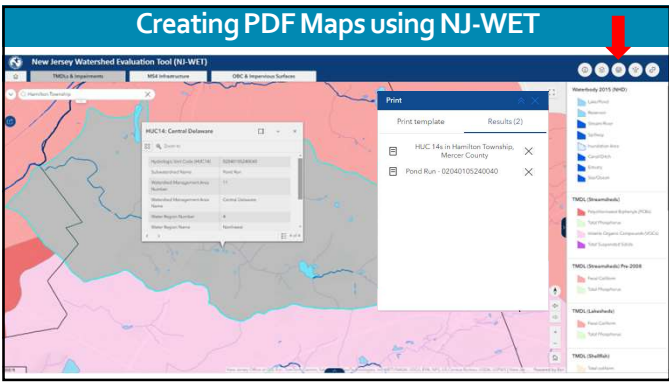 Creating PDF Maps using NJ-WET
New Jersey Watershed Evaluation Tool (NJ-WET)
TMDLs & Impairments
MS4 Infrastructure
OBC & Impervious Surfaces
Hamilton Township
HUC14: Central Delaware
Zoom to
Hydrologic Unit Code (HUC14)
02040105240040
Subwatershed Name
Pond Run
Watershed Management Area Number
11
Watershed Management Area Name
Central Delaware
Water Region Number
Water Region Name
Northwest
Print
Print template
Results (2)
HUC 14s in Hamilton Township,
Mercer County
Pond Run - 02040105240040
Waterbody 2015 (NHD)
Lake/Pond
Reservoir
Stream/River
Spillway
Inundation Area
Canal/Ditch
Estuary
Sea/Ocean
TMDL (Streamsheds)
Polychlorinated Biphenyls (PCBs)
Total Phosphorus
Volatile Organic Compounds (VOCs)
Total Suspended Solids
TMDL (Streamsheds) Pre-2008
Fecal Coliform
Total Phosphorus
TMDL (Lakesheds)
Fecal Coliform
Total Phosphorus
TMDL (Shellfish)
Total coliform